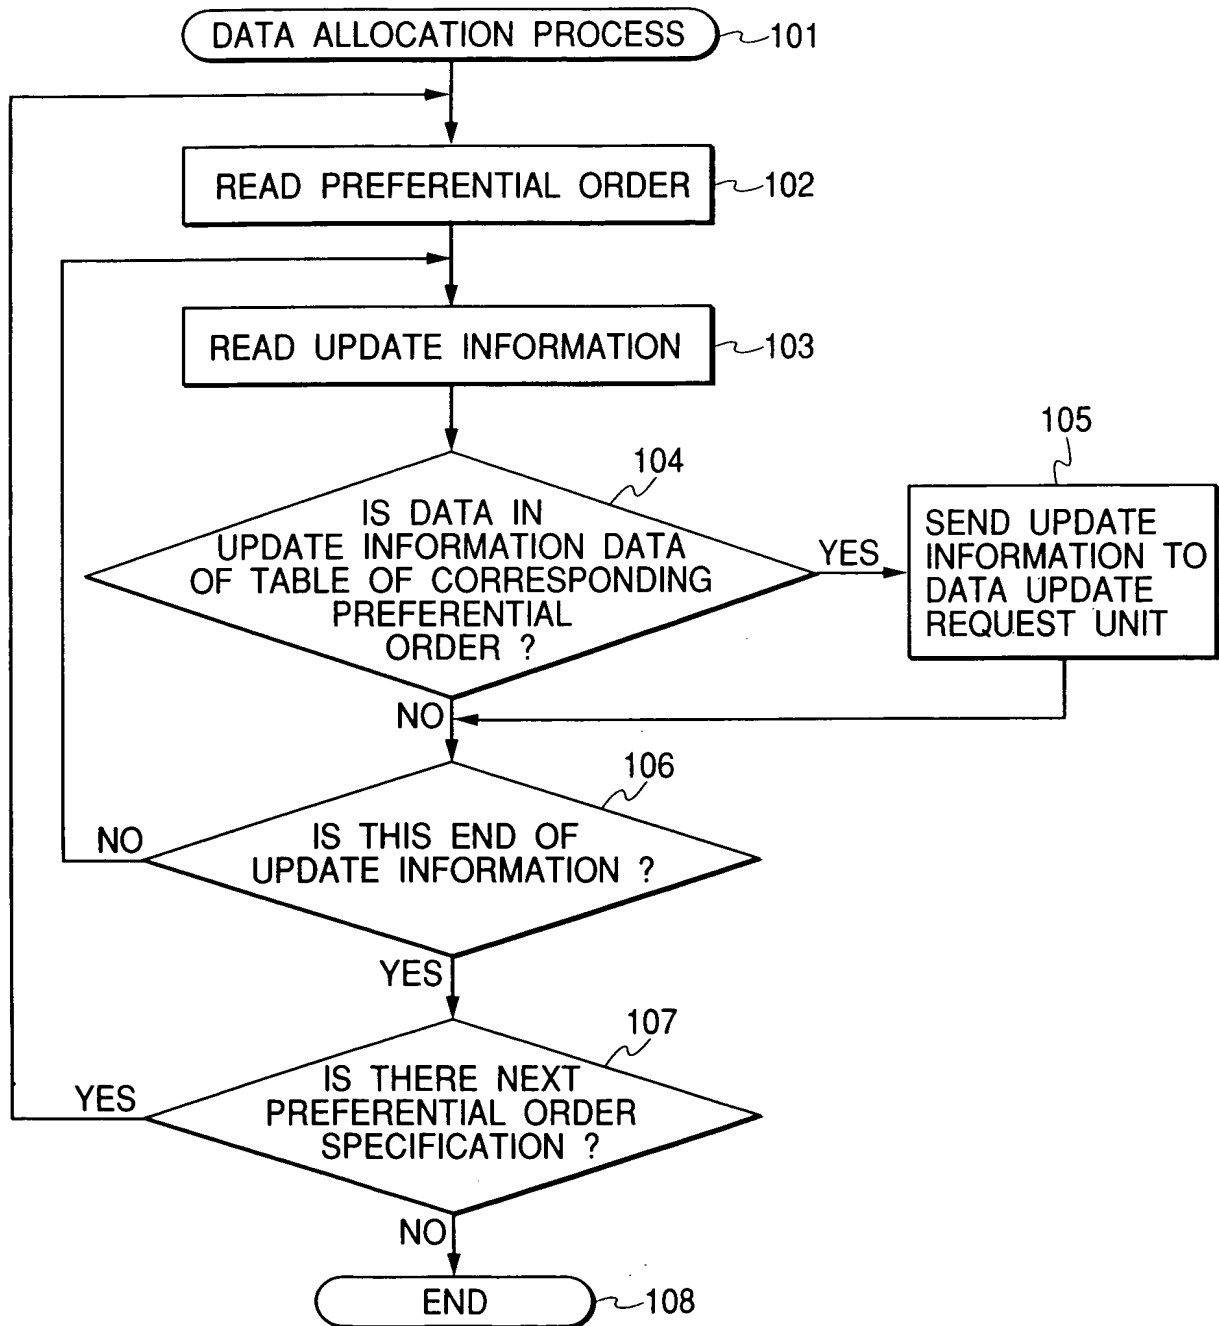 DATA ALLOCATION PROCESS
101
READ PREFERENTIAL ORDER
102
READ UPDATE INFORMATION
103
104
IS DATA IN
UPDATE INFORMATION DATA
OF TABLE OF CORRESPONDING
PREFERENTIAL
ORDER ?
YES
105
SEND UPDATE
INFORMATION TO
DATA UPDATE
REQUEST UNIT
NO
106
IS THIS END OF
UPDATE INFORMATION ?
NO
YES
107
IS THERE NEXT
PREFERENTIAL ORDER
SPECIFICATION ?
YES
NO
END
108